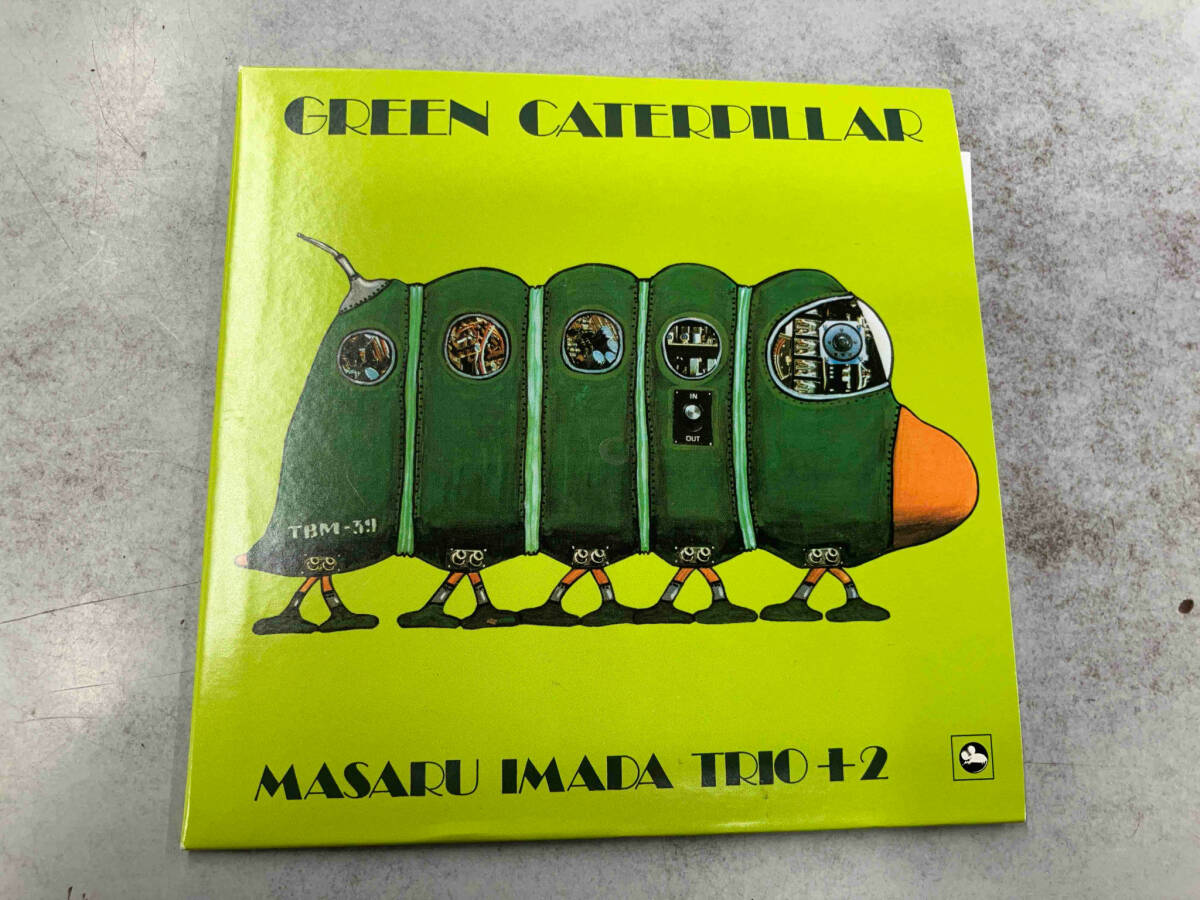 GREEN CATERPILLAR
IN
OUT
TBM-39
MASARU IMADA TRIO +2